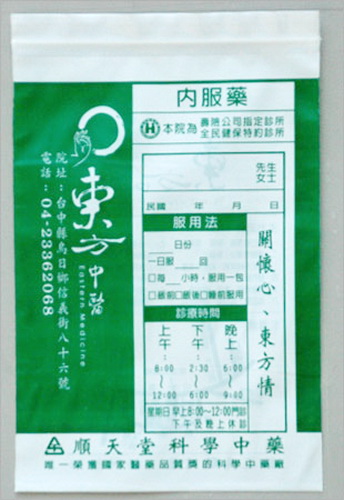 內服藥
本院為 壽險公司指定診所
全民健保特約診所
先生
女士
民國 年 月 日
服用法
日份
一日服 回
□每 小時,服用一包
□飯前□飯後□睡前服用
診療時間
上午: 8:00 ~ 12:00
下午: 2:30 ~ 6:00
晚上: 6:00 ~ 9:00
星期日 早上8:00~12:00門診
下午及晚上休診
關懷心、東方情
東方中醫
Eastern Medicine
院址:台中縣烏日鄉信義街八十六號
電話:04-23362068
順天堂科學中藥
唯一榮獲國家醫藥品質獎的科學中藥廠